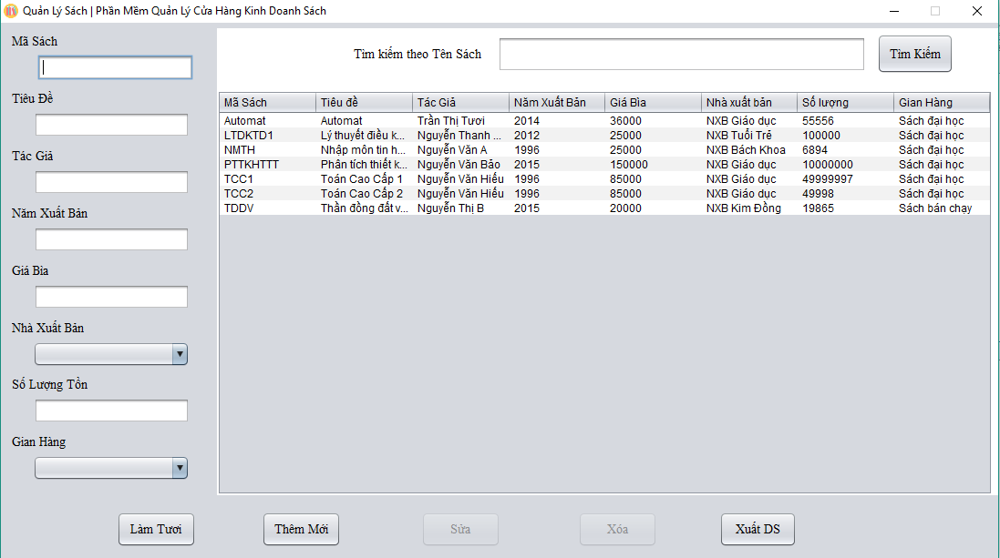 Quản Lý Sách | Phần Mềm Quản Lý Cửa Hàng Kinh Doanh Sách
Mã Sách
Tiêu Đề
Tác Giả
Năm Xuất Bản
Giá Bìa
Nhà Xuất Bản
Số Lượng Tồn
Gian Hàng
Tìm kiếm theo Tên Sách
Tìm Kiếm
Mã Sách Tiêu đề Tác Giả Năm Xuất Bản Giá Bìa Nhà xuất bản Số lượng Gian Hàng
Automat Automat Trần Thị Tươi 2014 36000 NXB Giáo dục 55556 Sách đại học
LTDKTD1 Lý thuyết điều k... Nguyễn Thanh ... 2012 25000 NXB Tuổi Trẻ 100000 Sách đại học
NMTH Nhập môn tin h... Nguyễn Văn A 1996 25000 NXB Bách Khoa 6894 Sách đại học
PTTKHTTT Phân tích thiết k... Nguyễn Văn Bảo 2015 150000 NXB Giáo dục 10000000 Sách đại học
TCC1 Toán Cao Cấp 1 Nguyễn Văn Hiếu 1996 85000 NXB Giáo dục 49999997 Sách đại học
TCC2 Toán Cao Cấp 2 Nguyễn Văn Hiếu 1996 85000 NXB Giáo dục 49998 Sách đại học
TDDV Thần đồng đất v... Nguyễn Thị B 2015 20000 NXB Kim Đồng 19865 Sách bán chạy
Làm Tươi
Thêm Mới
Sửa
Xóa
Xuất DS